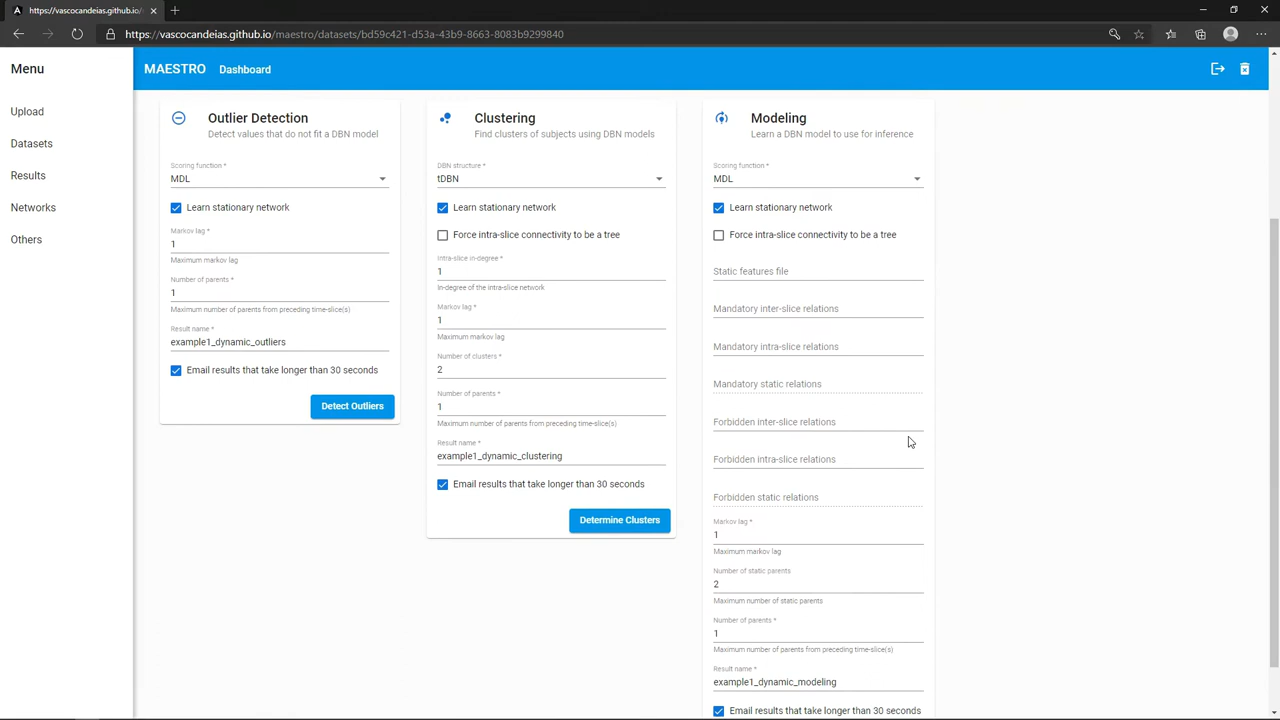 https://vascocandeias.github.io/
https://vascocandeias.github.io/maestro/datasets/bd59c421-d53a-43b9-8663-8083b9299840
Menu
MAESTRO Dashboard
Upload
Datasets
Results
Networks
Others
Outlier Detection
Detect values that do not fit a DBN model
Scoring function *
MDL
Learn stationary network
Markov lag *
1
Maximum markov lag
Number of parents *
1
Maximum number of parents from preceding time-slice(s)
Result name *
example1_dynamic_outliers
Email results that take longer than 30 seconds
Detect Outliers
Clustering
Find clusters of subjects using DBN models
DBN structure *
tDBN
Learn stationary network
Force intra-slice connectivity to be a tree
Intra-slice in-degree *
1
In-degree of the intra-slice network
Markov lag *
1
Maximum markov lag
Number of clusters *
2
Number of parents *
1
Maximum number of parents from preceding time-slice(s)
Result name *
example1_dynamic_clustering
Email results that take longer than 30 seconds
Determine Clusters
Modeling
Learn a DBN model to use for inference
Scoring function *
MDL
Learn stationary network
Force intra-slice connectivity to be a tree
Static features file
Mandatory inter-slice relations
Mandatory intra-slice relations
Mandatory static relations
Forbidden inter-slice relations
Forbidden intra-slice relations
Forbidden static relations
Markov lag *
1
Maximum markov lag
Number of static parents
2
Maximum number of static parents
Number of parents *
1
Maximum number of parents from preceding time-slice(s)
Result name *
example1_dynamic_modeling
Email results that take longer than 30 seconds